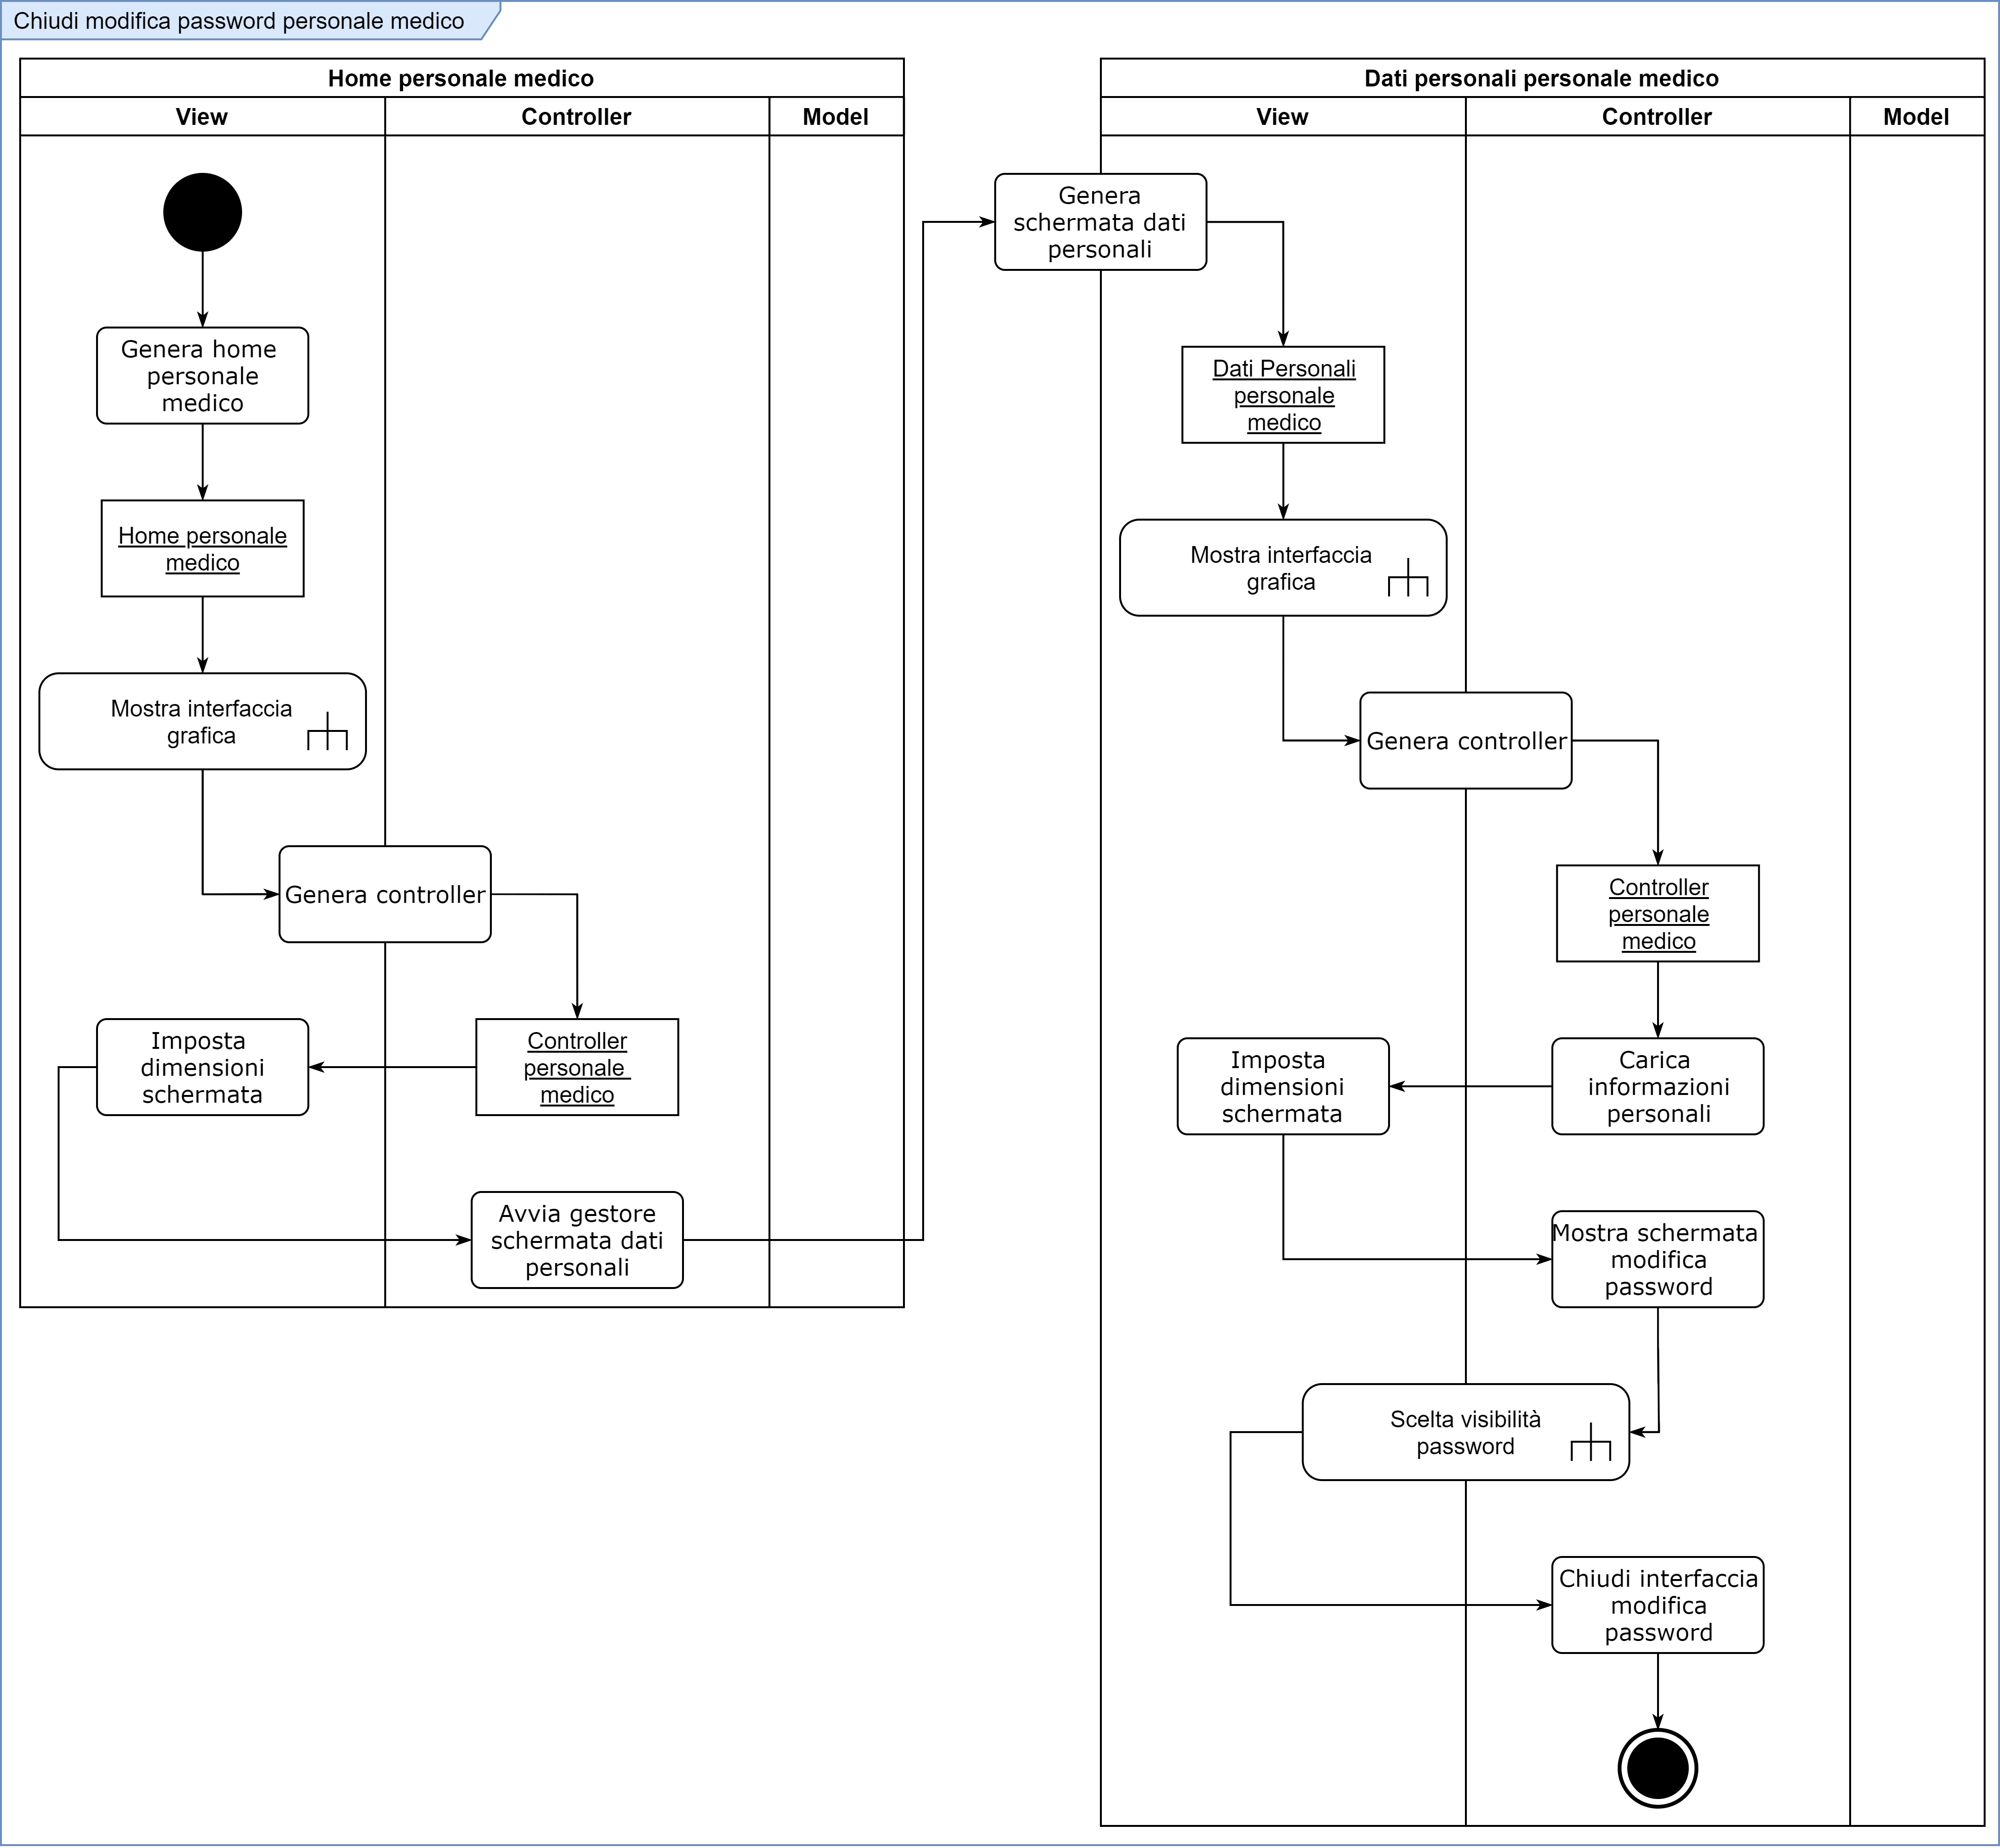 Chiudi modifica password personale medico
Home personale medico
View
Controller
Model
Genera home
personale
medico
Home personale
medico
Mostra interfaccia
grafica
Genera controller
Controller
personale
medico
Imposta
dimensioni
schermata
Avvia gestore
schermata dati
personali
Dati personali personale medico
View
Controller
Model
Genera
schermata dati
personali
Dati Personali
personale
medico
Mostra interfaccia
grafica
Genera controller
Controller
personale
medico
Carica
informazioni
personali
Imposta
dimensioni
schermata
Mostra schermata
modifica
password
Scelta visibilità
password
Chiudi interfaccia
modifica
password